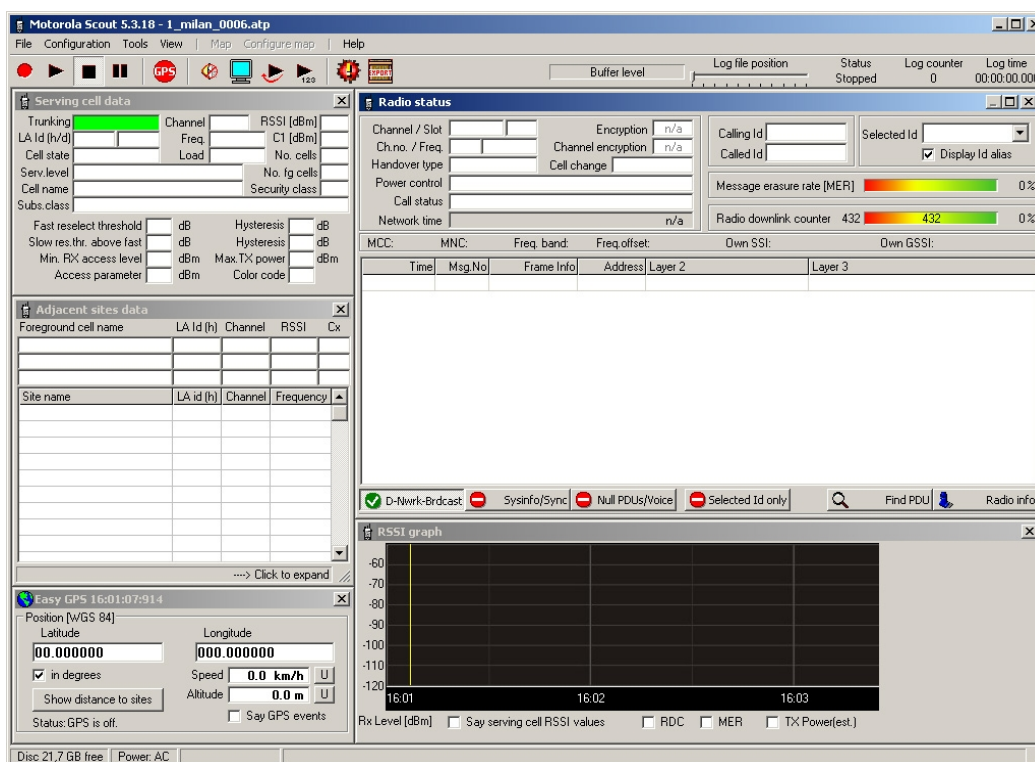 Motorola Scout 5.3.18 - 1_milan_0006.atp
File Configuration Tools View | Map Configure map | Help
GPS 120 EXPORT Buffer level Log file position Status Log counter Log time
Stopped 0 00:00:00.000
Serving cell data
Trunking Channel RSSI [dBm]
LA Id (h/d) Freq. C1 [dBm]
Cell state Load No. cells
Serv.level No. fg cells
Cell name Security class
Subs.class
Fast reselect threshold dB Hysteresis dB
Slow res.thr. above fast dB Hysteresis dB
Min. RX access level dBm Max.TX power dBm
Access parameter dBm Color code
Adjacent sites data
Foreground cell name LA Id (h) Channel RSSI Cx
Site name LA id (h) Channel Frequency
----> Click to expand
Easy GPS 16:01:07:914
Position [WGS 84]
Latitude Longitude
00.000000 000.000000
in degrees Speed 0.0 km/h U
Show distance to sites Altitude 0.0 m U
Status: GPS is off. Say GPS events
Radio status
Channel / Slot Encryption n/a
Ch.no. / Freq. Channel encryption n/a
Handover type Cell change
Power control
Call status
Network time n/a
Calling Id
Called Id
Selected Id
Display Id alias
Message erasure rate [MER] 0%
Radio downlink counter 432 432 0%
MCC: MNC: Freq. band: Freq.offset: Own SSI: Own GSSI:
Time Msg.No Frame Info Address Layer 2 Layer 3
D-Nwrk-Brdcast Sysinfo/Sync Null PDUs/Voice Selected Id only Find PDU Radio info
RSSI graph
-60
-70
-80
-90
-100
-110
-120
16:01 16:02 16:03
Rx Level [dBm] Say serving cell RSSI values RDC MER TX Power(est.)
Disc 21,7 GB free Power: AC